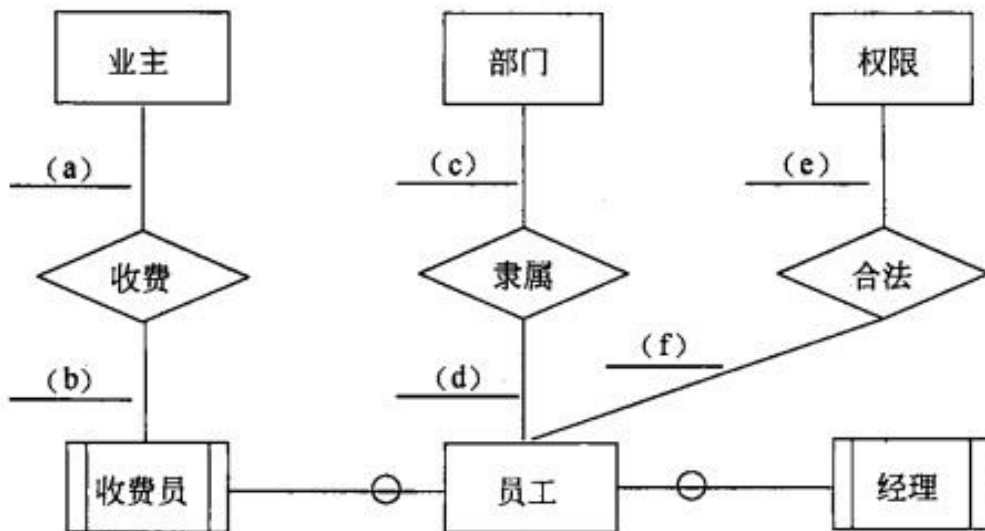 业主 部门 权限
(a) (c) (e)
收费 隶属 合法
(b) (d) (f)
收费员 员工 经理